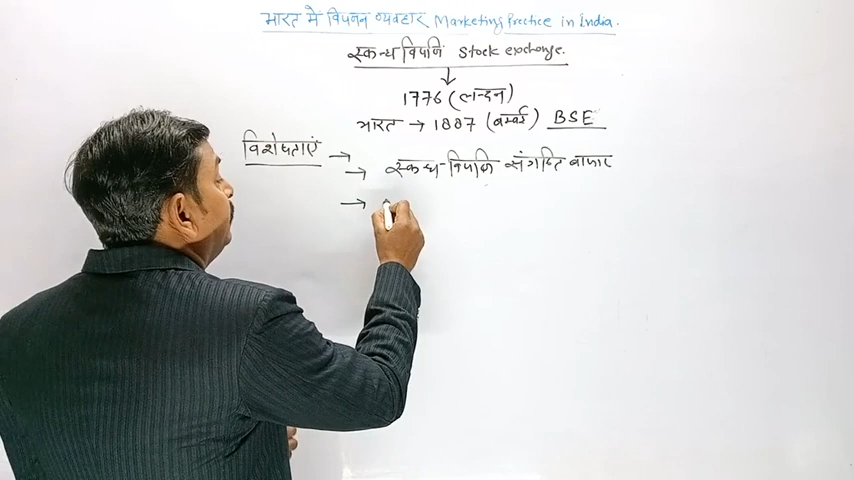 भारत मे विपणन व्यवहार Marketing Prectice in India.
स्कन्ध विपणि Stock exchange.
↓
1776 (लन्दन)
भारत → 1887 (बम्बई) BSE
विशेषताएं →
→ स्कन्ध-विपणि संगठित बाजार
→